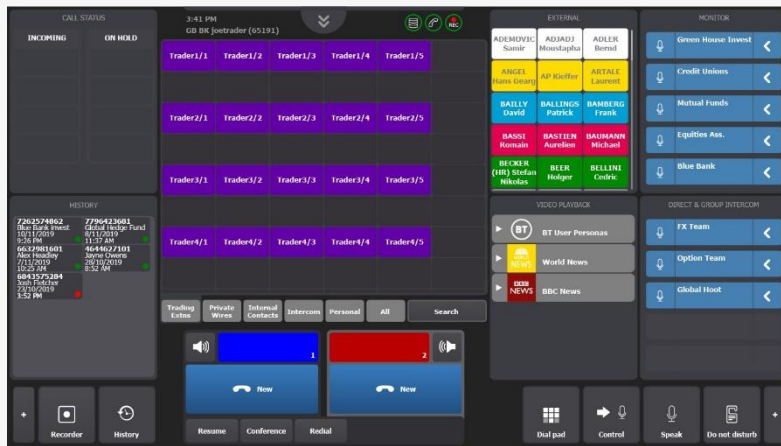 CALL STATUS
INCOMING
ON HOLD
3:41 PM
GB BK joetrader (65191)
REC
Trader1/1 Trader1/2 Trader1/3 Trader1/4 Trader1/5
Trader2/1 Trader2/2 Trader2/3 Trader2/4 Trader2/5
Trader3/1 Trader3/2 Trader3/3 Trader3/4 Trader3/5
Trader4/1 Trader4/2 Trader4/3 Trader4/4 Trader4/5
Trading Extns
Private Wires
Internal Contacts
Intercom
Personal
All
Search
1
2
New
New
Resume
Conference
Redial
HISTORY
7262574862
Blue Bank invest
10/11/2019
9:26 PM
7796423681
Global Hedge Fund
8/11/2019
11:37 AM
6632981601
Alex Headley
7/11/2019
10:25 AM
4644627101
Jayne Owens
28/10/2019
8:52 AM
6843575284
Josh Fletcher
23/10/2019
3:52 PM
+
Recorder
History
EXTERNAL
ADEMOVIC Samir
ADJADJ Moustapha
ADLER Bernd
ANGEL Hans Georg
AP Kieffer
ARTALE Laurent
BAILLY David
BALLINGS Patrick
BAMBERG Frank
BASSI Romain
BASTIEN Aurelien
BAUMANN Michael
BECKER (HR) Stefan Nikolas
BEER Holger
BELLINI Cedric
VIDEO PLAYBACK
BT
BT User Personas
WORLD NEWS
World News
BBC NEWS
BBC News
MONITOR
Green House Invest
Credit Unions
Mutual Funds
Equities Ass.
Blue Bank
DIRECT & GROUP INTERCOM
FX Team
Option Team
Global Hoot
Dial pad
Control
Speak
Do not disturb
+